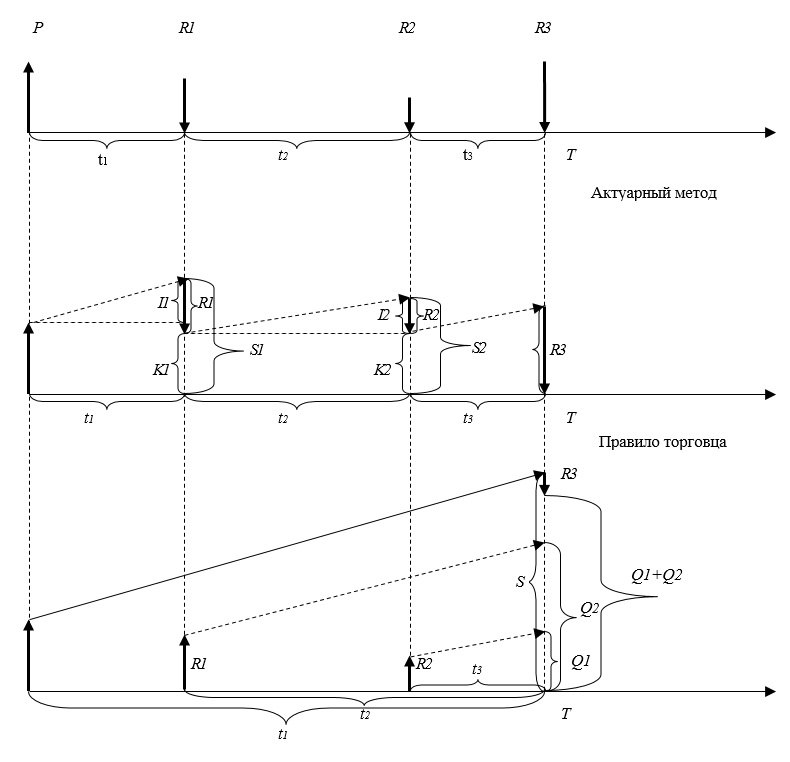 P R1 R2 R3
t1 t2 t3 T
Актуарный метод
I1 R1 I2 R2
K1 S1 K2 S2 R3
t1 t2 t3 T
Правило торговца
R3
S Q2 Q1+Q2
R1 R2 t3 Q1
t2 T
t1